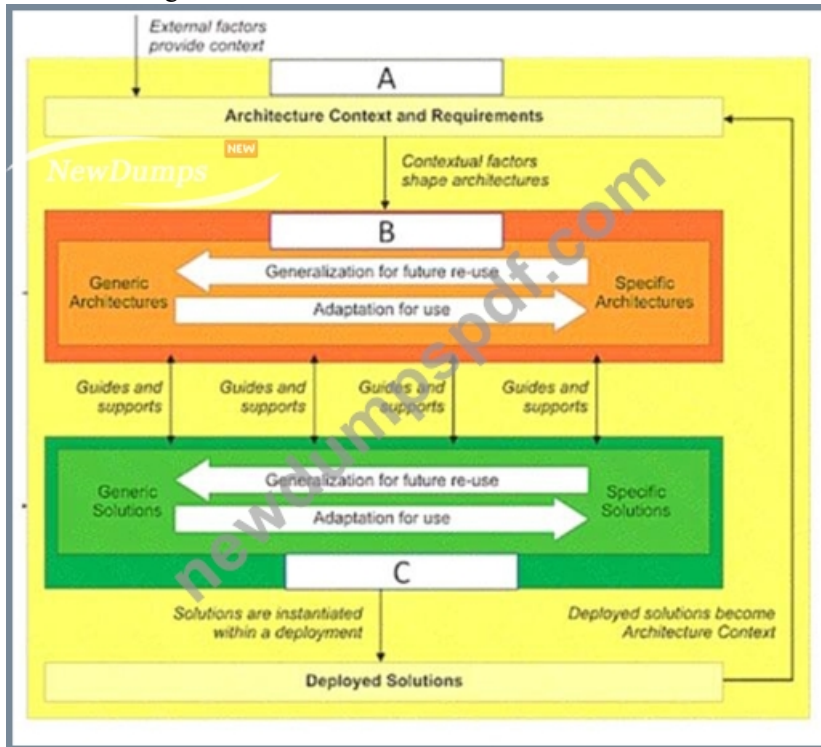 External factors
provide context
A
Architecture Context and Requirements
NEW
NewDumps
Contextual factors
shape architectures
B
Generic
Architectures
Generalization for future re-use
Adaptation for use
Specific
Architectures
Guides and
supports
Guides and
supports
Guides and
supports
Guides and
supports
Generic
Solutions
Generalization for future re-use
Adaptation for use
Specific
Solutions
C
Solutions are instantiated
within a deployment
Deployed solutions become
Architecture Context
Deployed Solutions
newdumpspdf.com